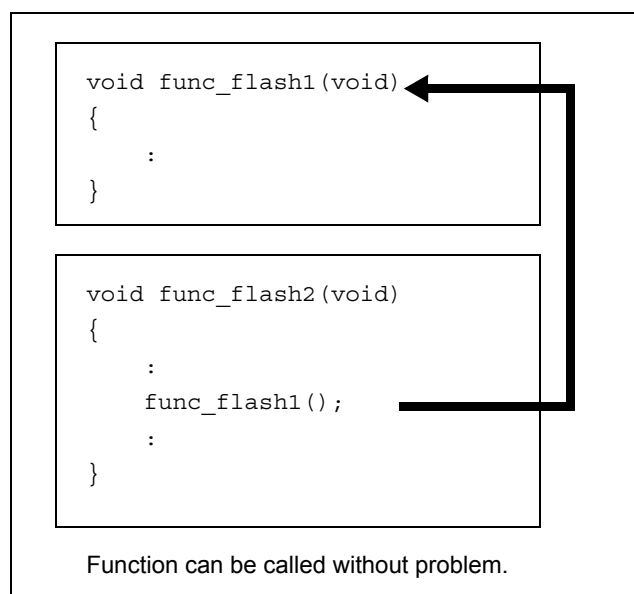 void func_flash1(void)
{
:
}
void func_flash2(void)
{
:
func_flash1();
:
}
Function can be called without problem.